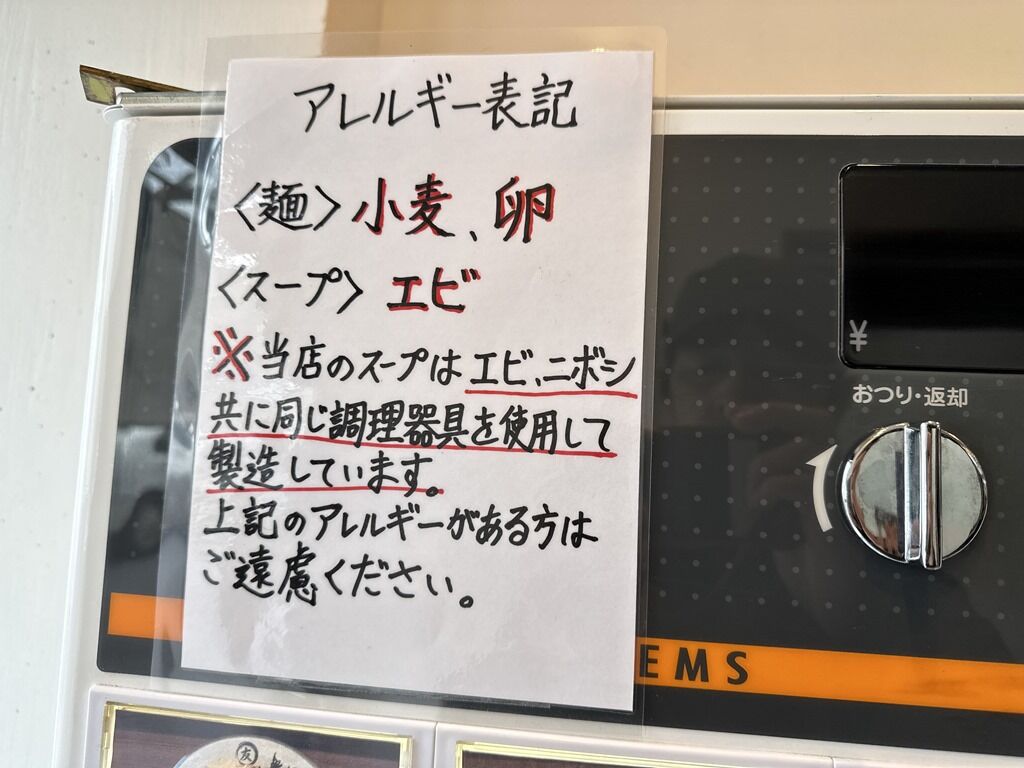 アレルギー表記
〈麺〉小麦、卵
〈スープ〉エビ
※当店のスープはエビ、ニボシ
共に同じ調理器具を使用して
製造しています。
上記のアレルギーがある方は
ご遠慮ください。
¥
おつり・返却
EMS
友